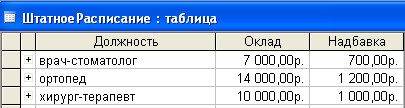 ШтатноеРасписание : таблица
Должность Оклад Надбавка
+ врач-стоматолог 7 000,00р. 700,00р.
+ ортопед 14 000,00р. 1 200,00р.
+ хирург-терапевт 10 000,00р. 1 000,00р.